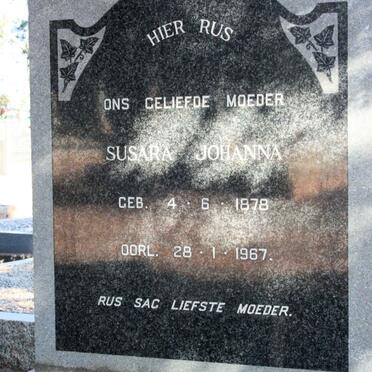 HIER RUS
ONS GELIEFDE MOEDER
SUSARA JOHANNA
GEB. 4 · 6 · 1878
OORL. 28 · 1 · 1967.
RUS SAG LIEFSTE MOEDER.